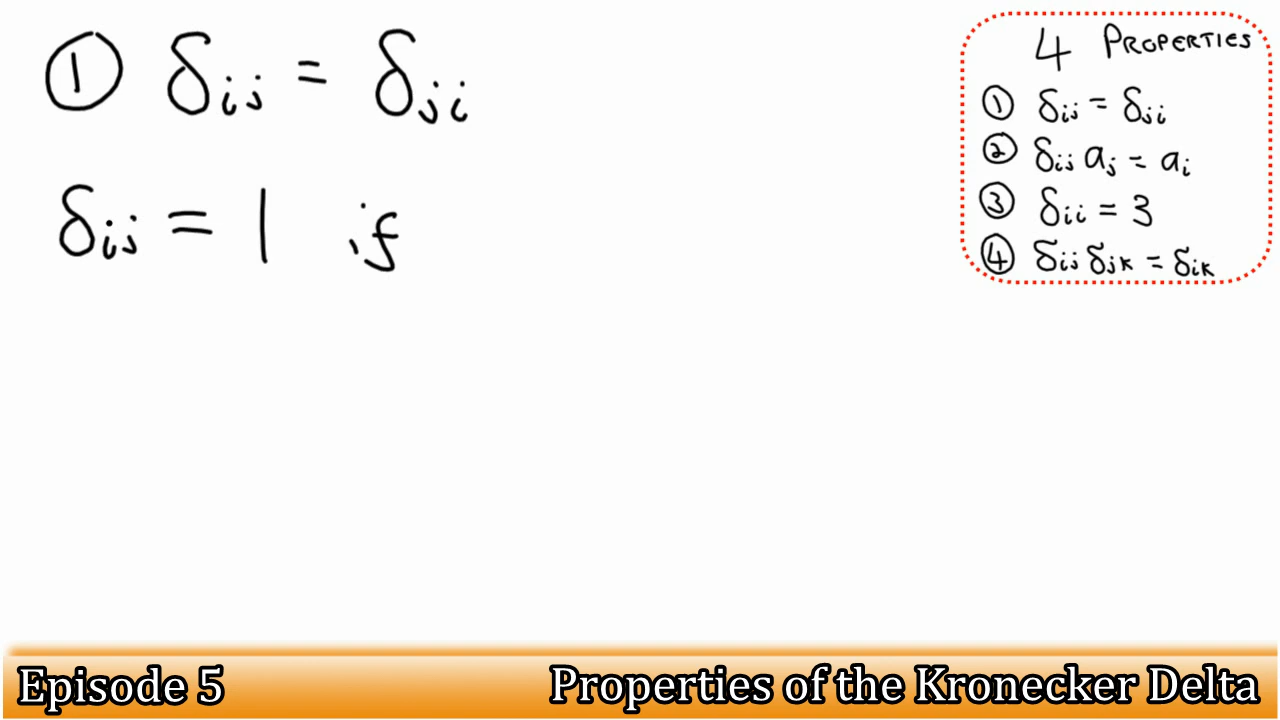 ① δij = δji
δij = 1 if
4 PROPERTIES
① δij = δji
② δij aj = ai
③ δii = 3
④ δij δjk = δik
Episode 5
Properties of the Kronecker Delta